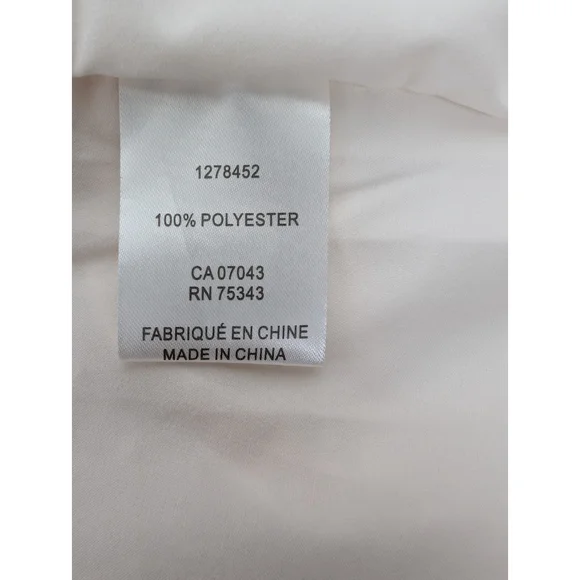 1278452
100% POLYESTER
CA 07043
RN 75343
FABRIQUÉ EN CHINE
MADE IN CHINA